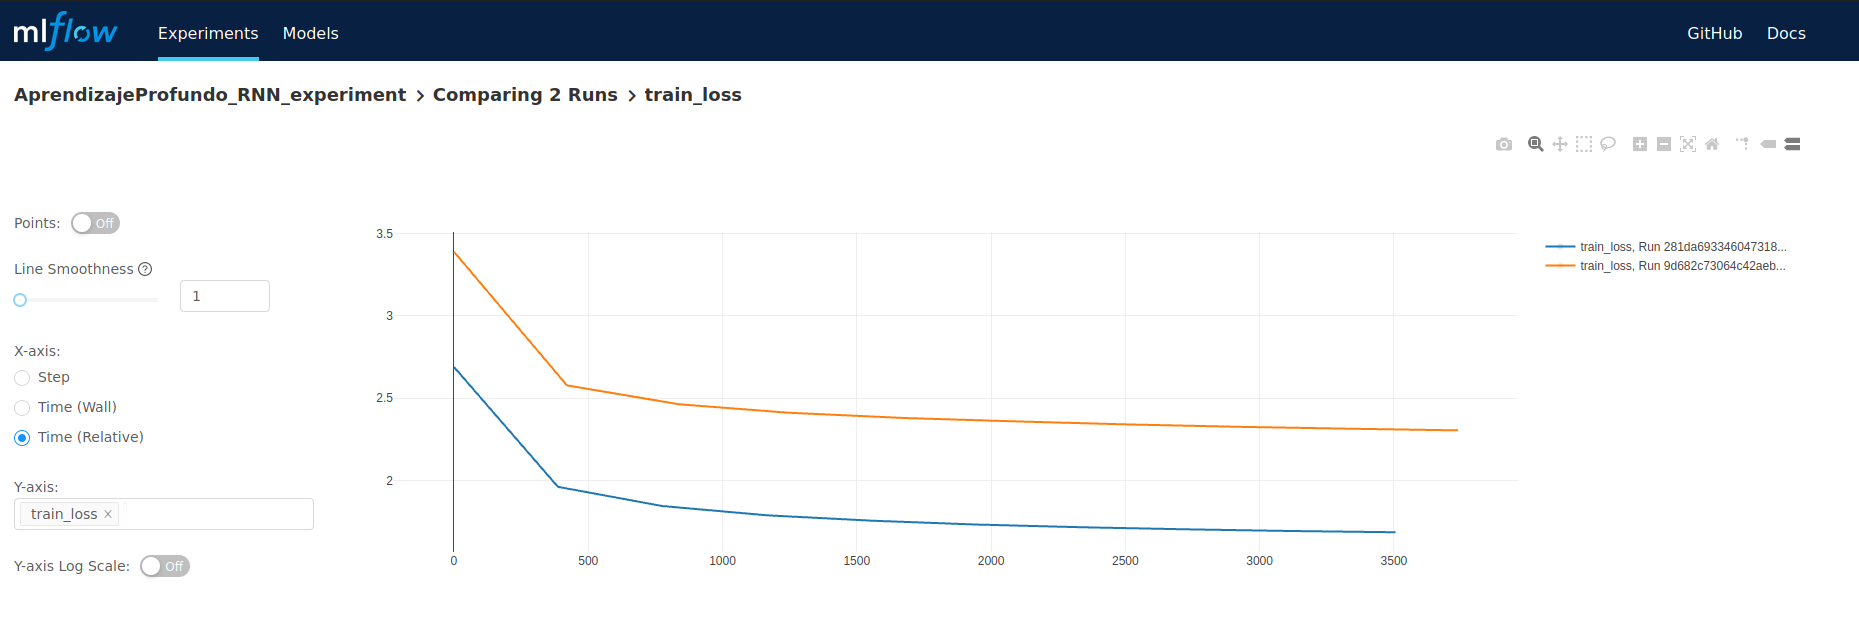 mlflow Experiments Models GitHub Docs
AprendizajeProfundo_RNN_experiment > Comparing 2 Runs > train_loss
Points: Off
Line Smoothness ?
1
X-axis:
Step
Time (Wall)
Time (Relative)
Y-axis:
train_loss ×
Y-axis Log Scale: Off
3.5
3
2.5
2
0 500 1000 1500 2000 2500 3000 3500
train_loss, Run 281da693346047318...
train_loss, Run 9d682c73064c42aeb...